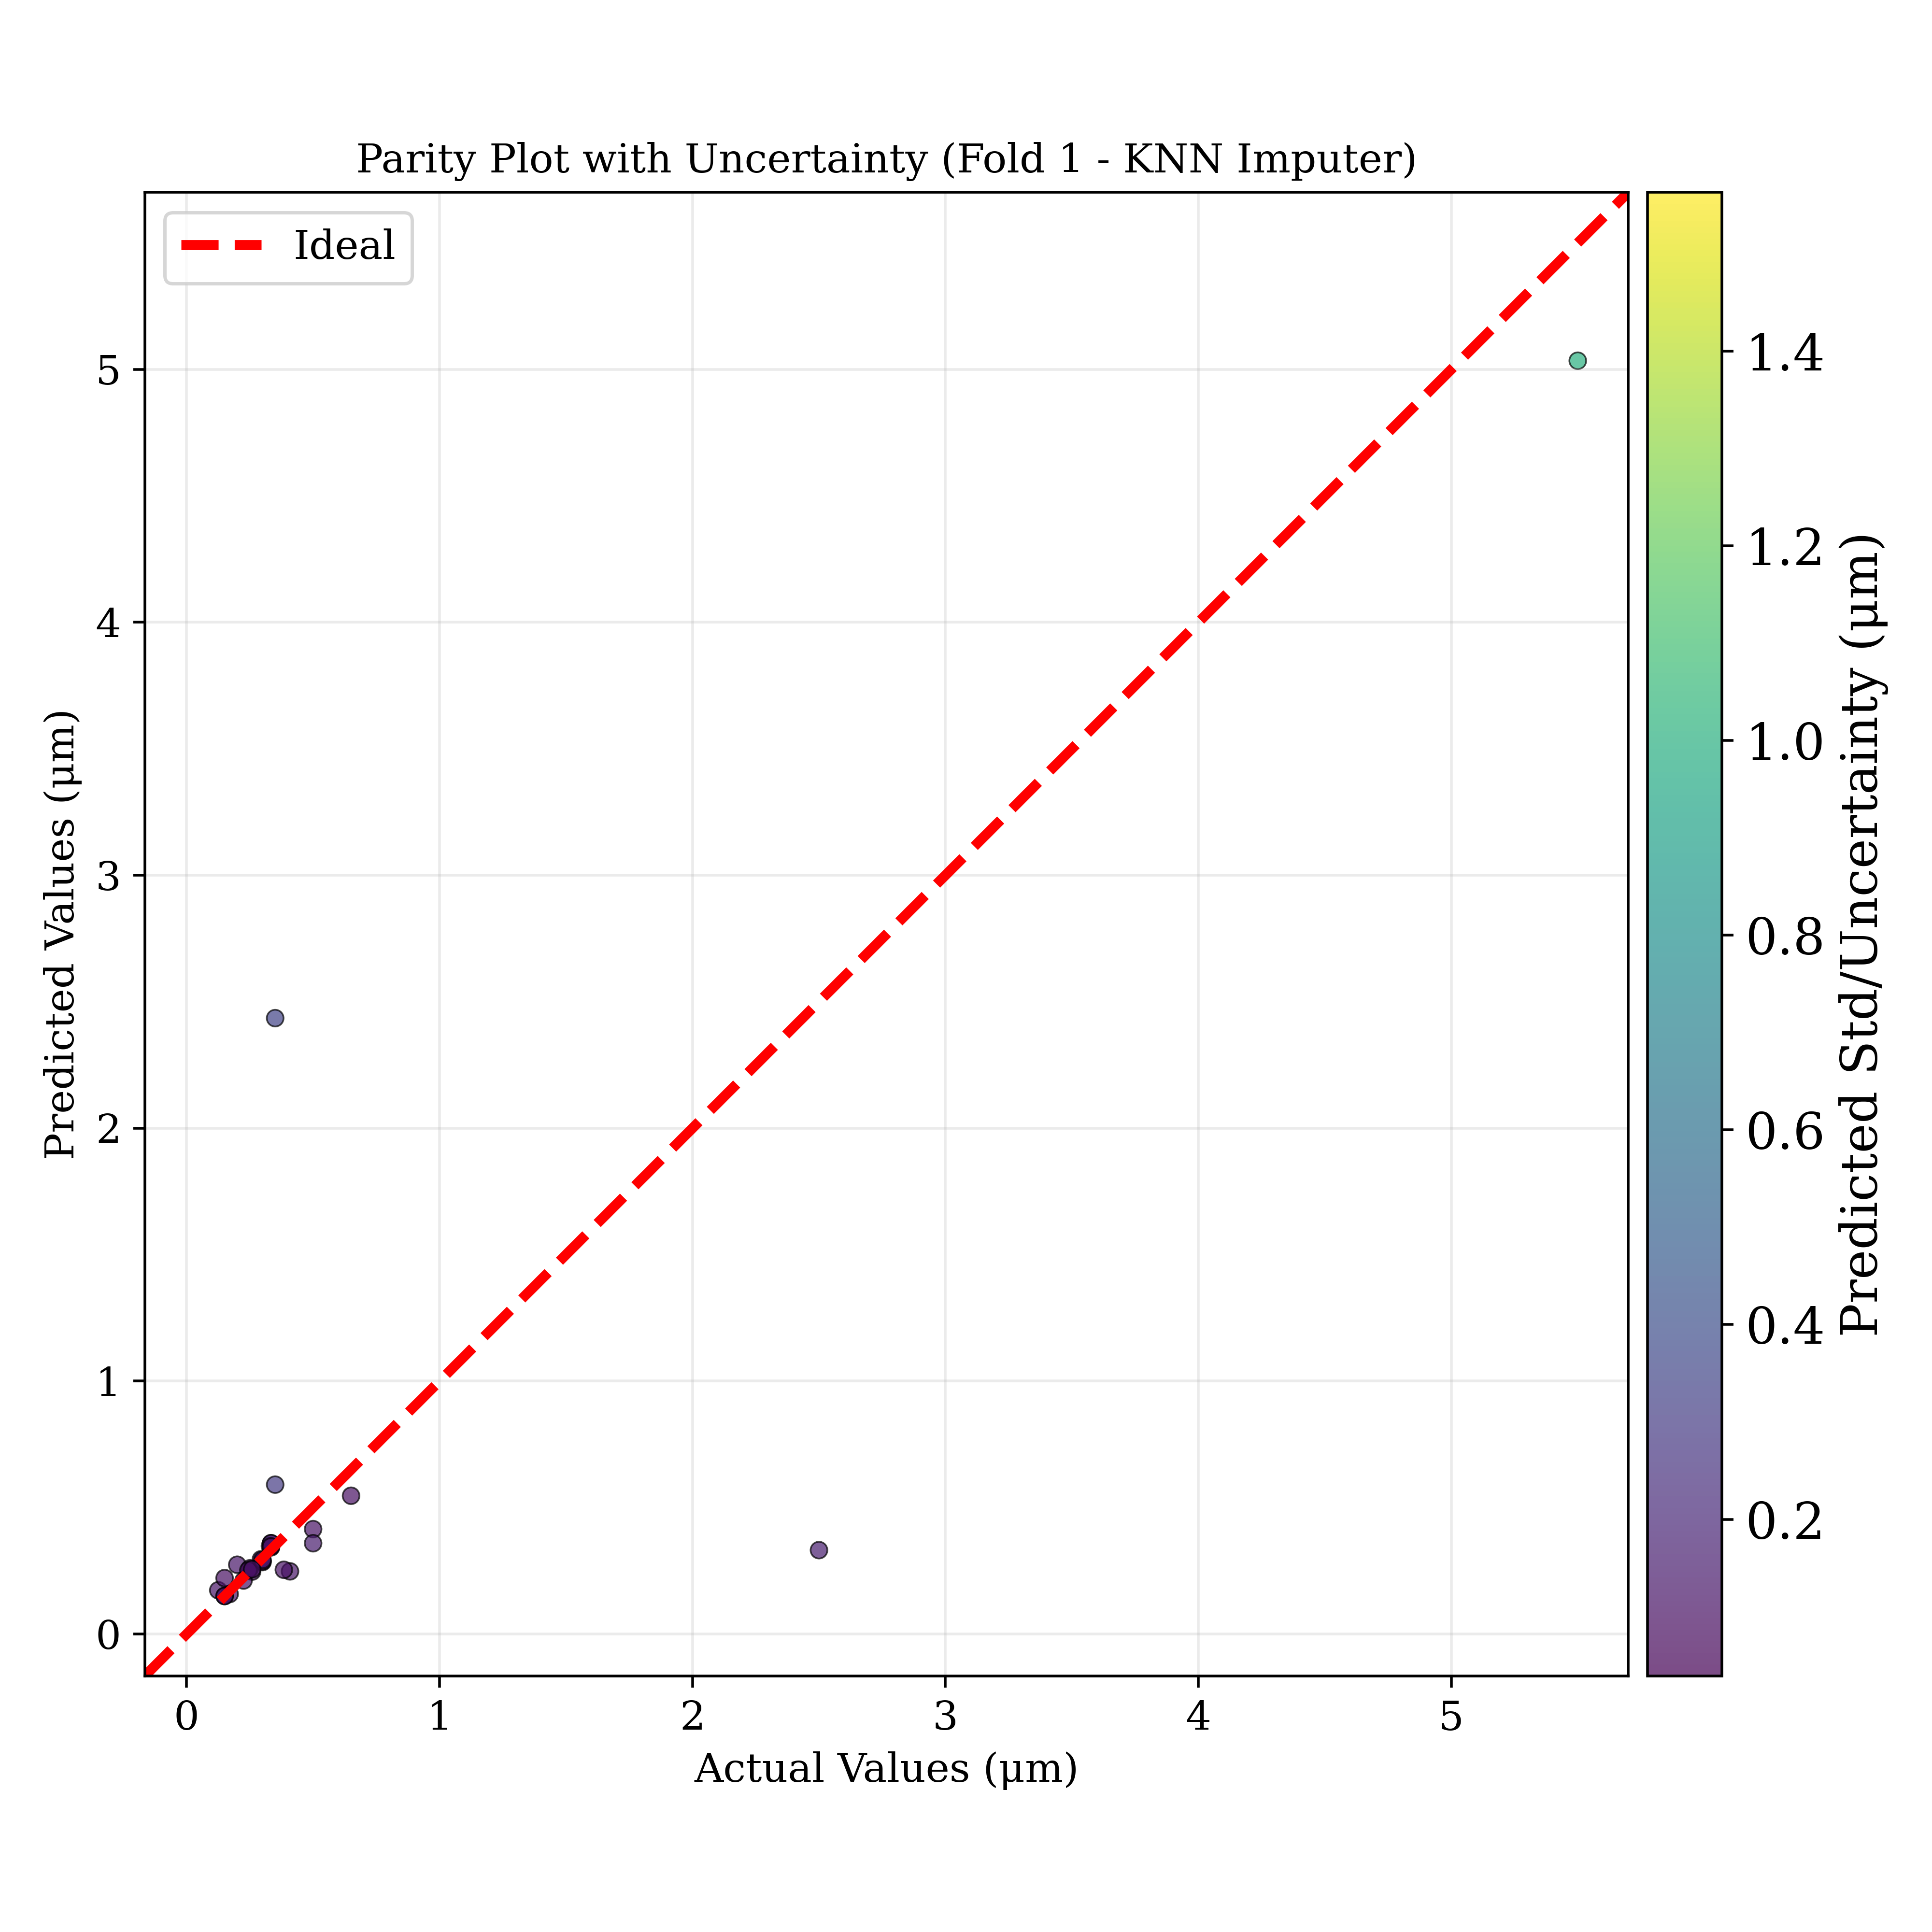 Parity Plot with Uncertainty (Fold 1 - KNN Imputer)
Ideal
Predicted Values (μm)
5
4
3
2
1
0
0 1 2 3 4 5
Actual Values (μm)
1.4
1.2
1.0
0.8
0.6
0.4
0.2
Predicted Std/Uncertainty (μm)